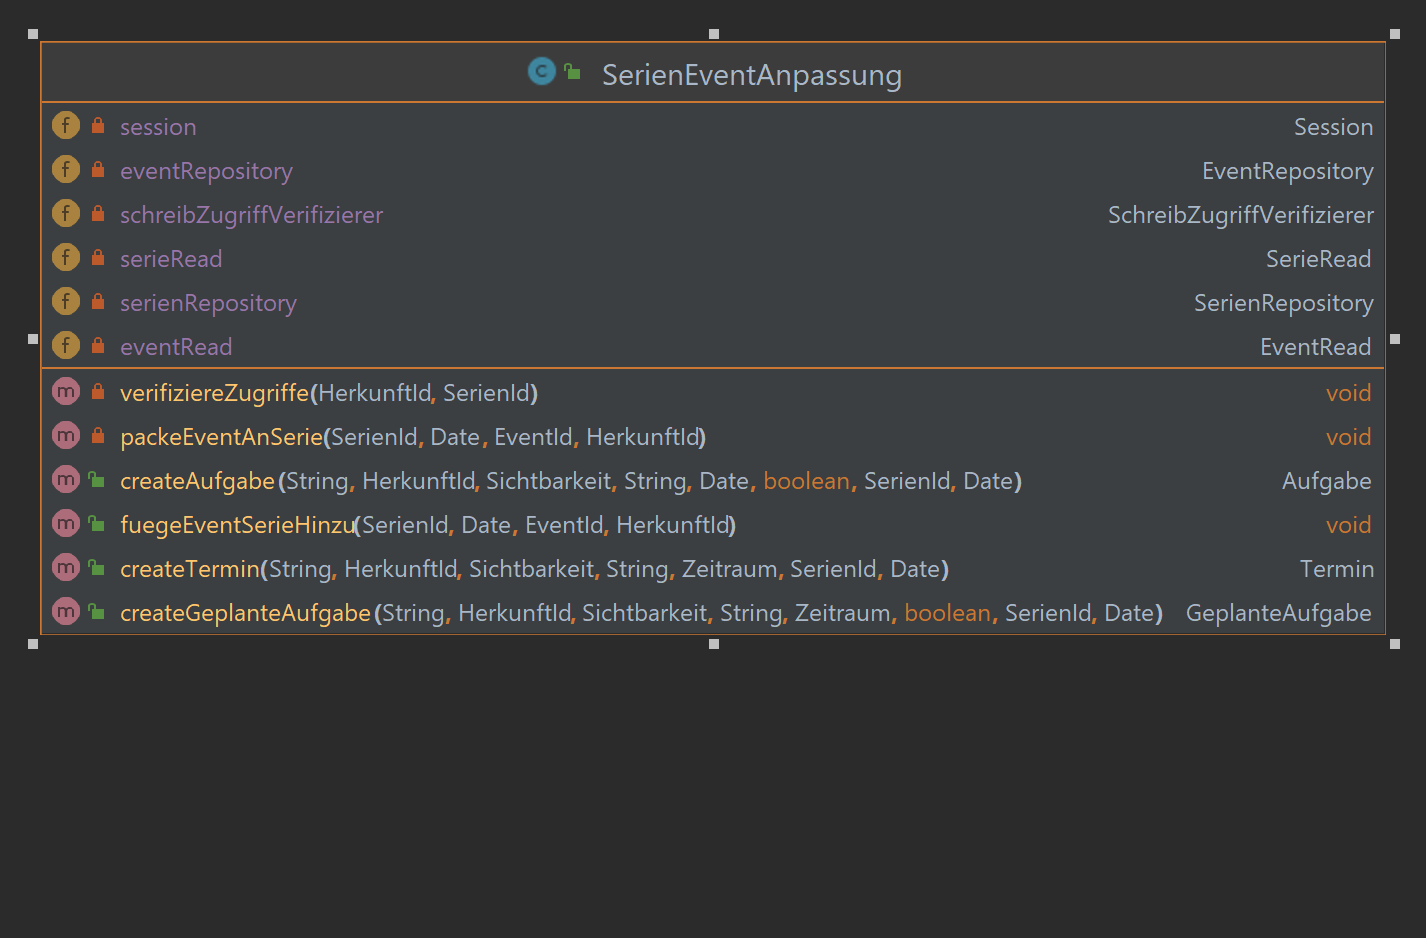 C SerienEventAnpassung
f session Session
f eventRepository EventRepository
f schreibZugriffVerifizierer SchreibZugriffVerifizierer
f serieRead SerieRead
f serienRepository SerienRepository
f eventRead EventRead
m verifiziereZugriffe(HerkunftId, SerienId) void
m packeEventAnSerie(SerienId, Date, EventId, HerkunftId) void
m createAufgabe(String, HerkunftId, Sichtbarkeit, String, Date, boolean, SerienId, Date) Aufgabe
m fuegeEventSerieHinzu(SerienId, Date, EventId, HerkunftId) void
m createTermin(String, HerkunftId, Sichtbarkeit, String, Zeitraum, SerienId, Date) Termin
m createGeplanteAufgabe(String, HerkunftId, Sichtbarkeit, String, Zeitraum, boolean, SerienId, Date) GeplanteAufgabe